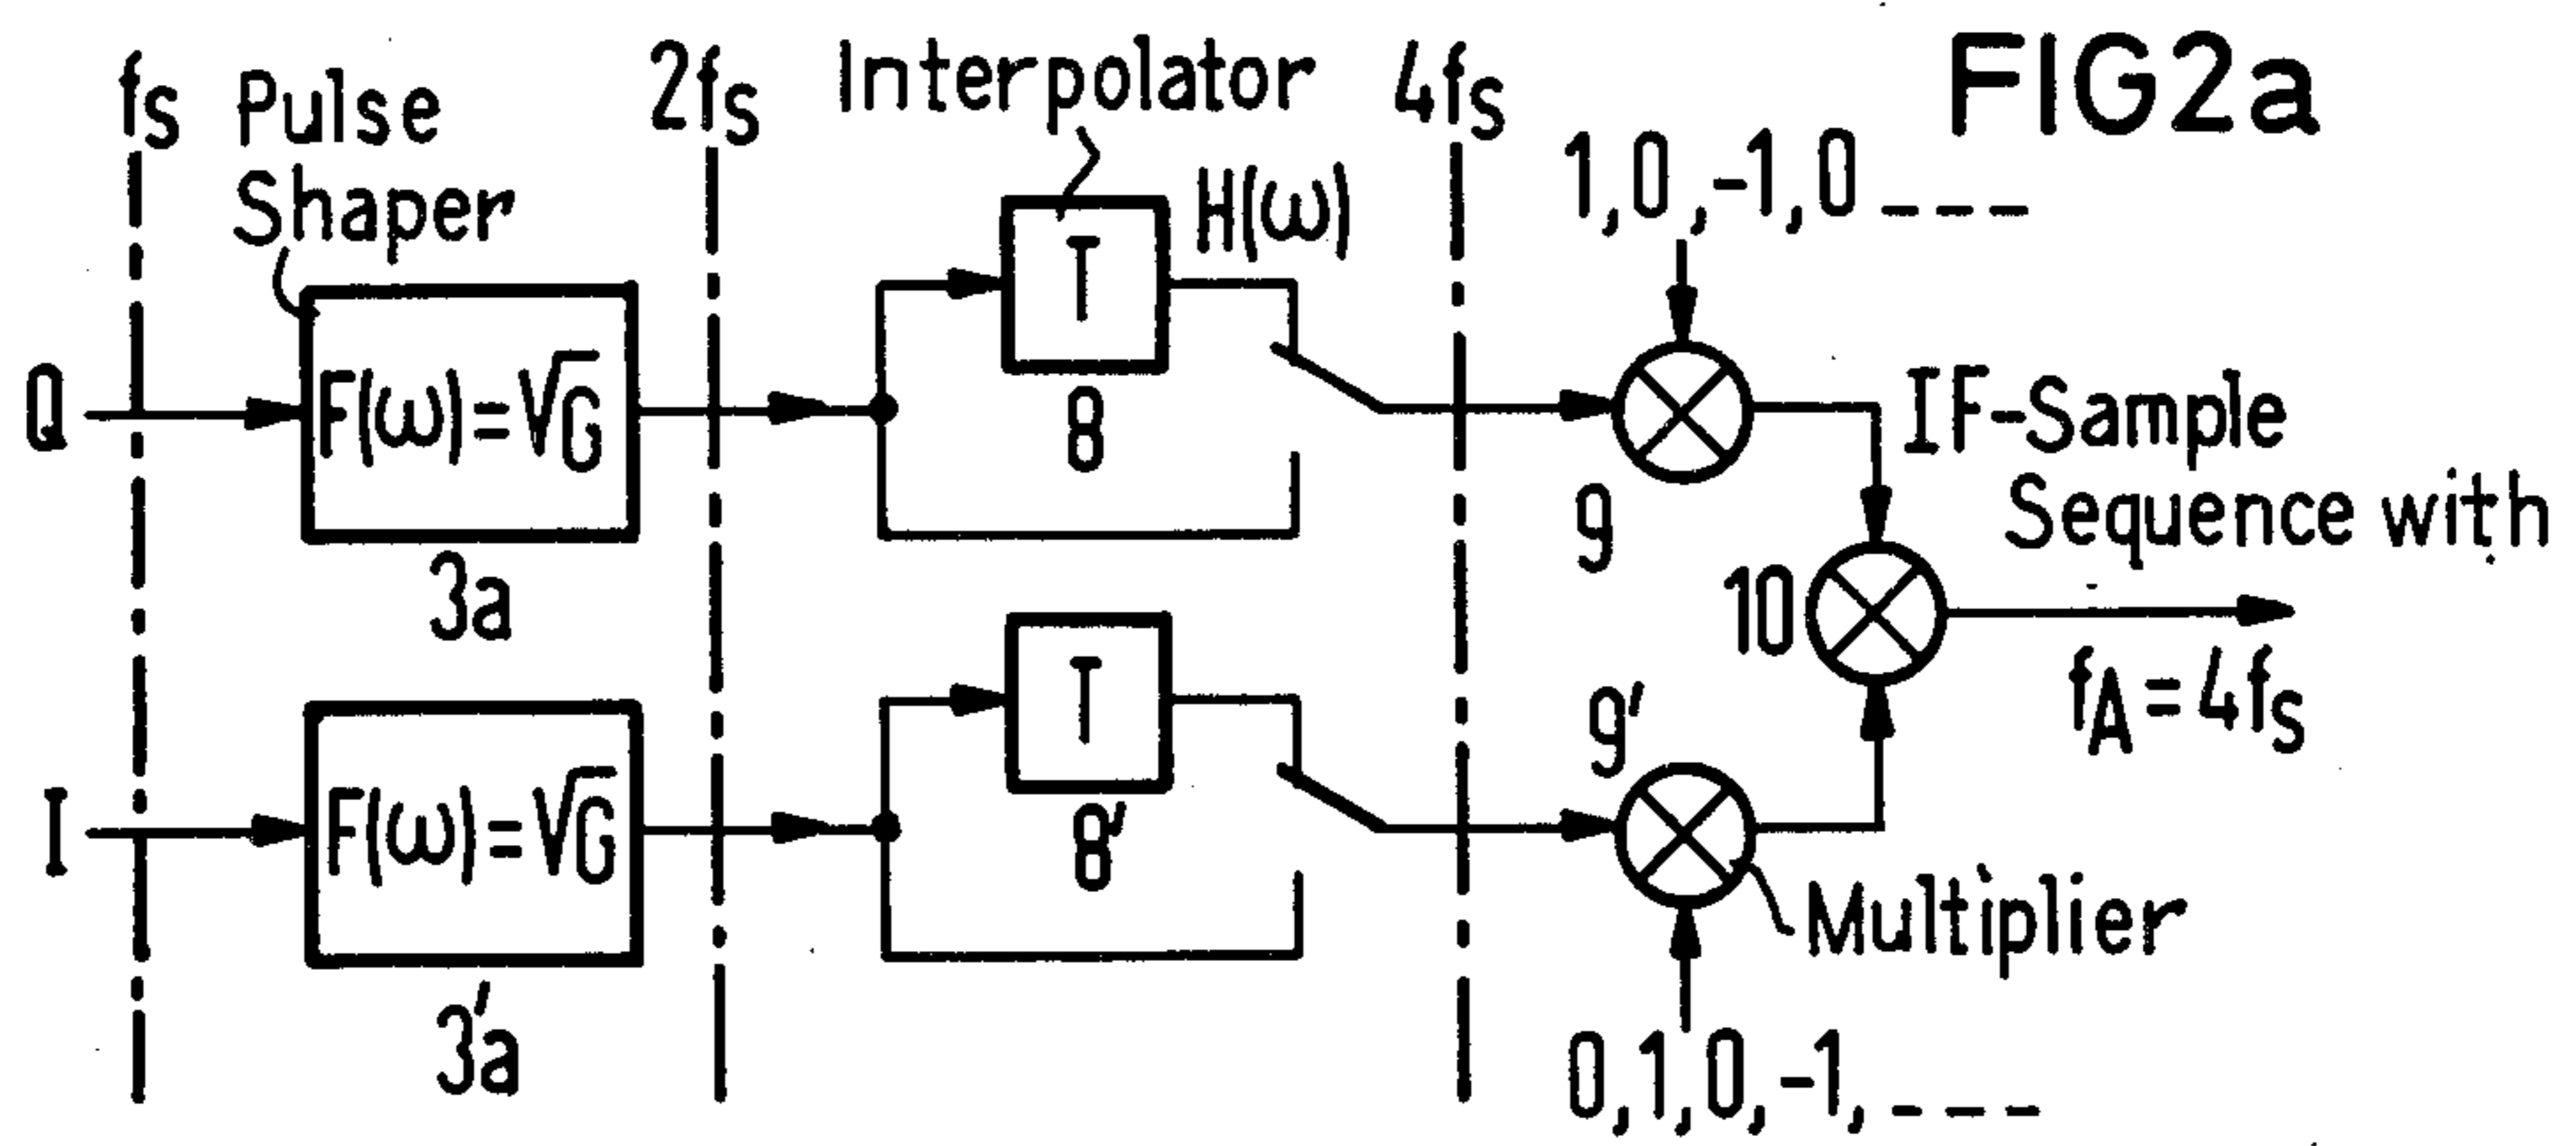 FIG2a
fs
Pulse
Shaper
2fs
Interpolator
4fs
1,0,-1,0 ---
T
H(ω)
Q
F(ω)=√G
8
3a
9
IF-Sample
Sequence with
10
fA=4fs
T
9'
I
F(ω)=√G
8'
Multiplier
3'a
0,1,0,-1, ---